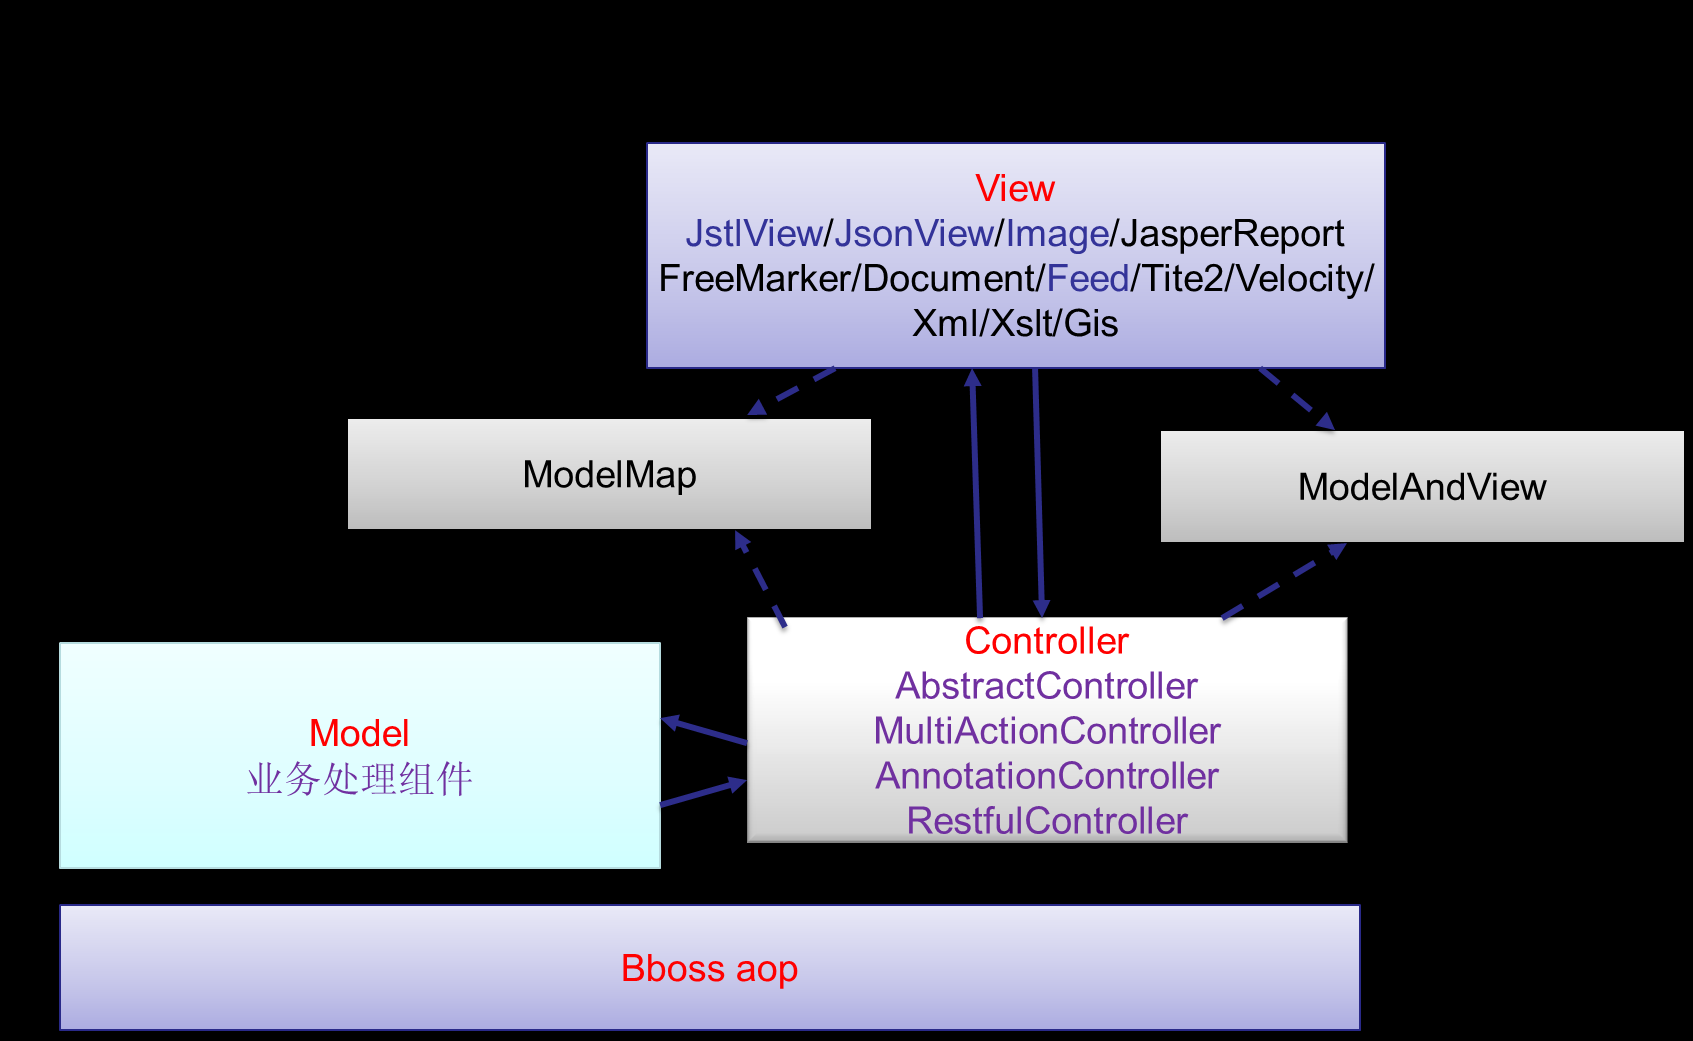 View
JstlView/JsonView/Image/JasperReport
FreeMarker/Document/Feed/Tite2/Velocity/
Xml/Xslt/Gis
ModelMap
ModelAndView
Controller
AbstractController
MultiActionController
AnnotationController
RestfulController
Model
业务处理组件
Bboss aop